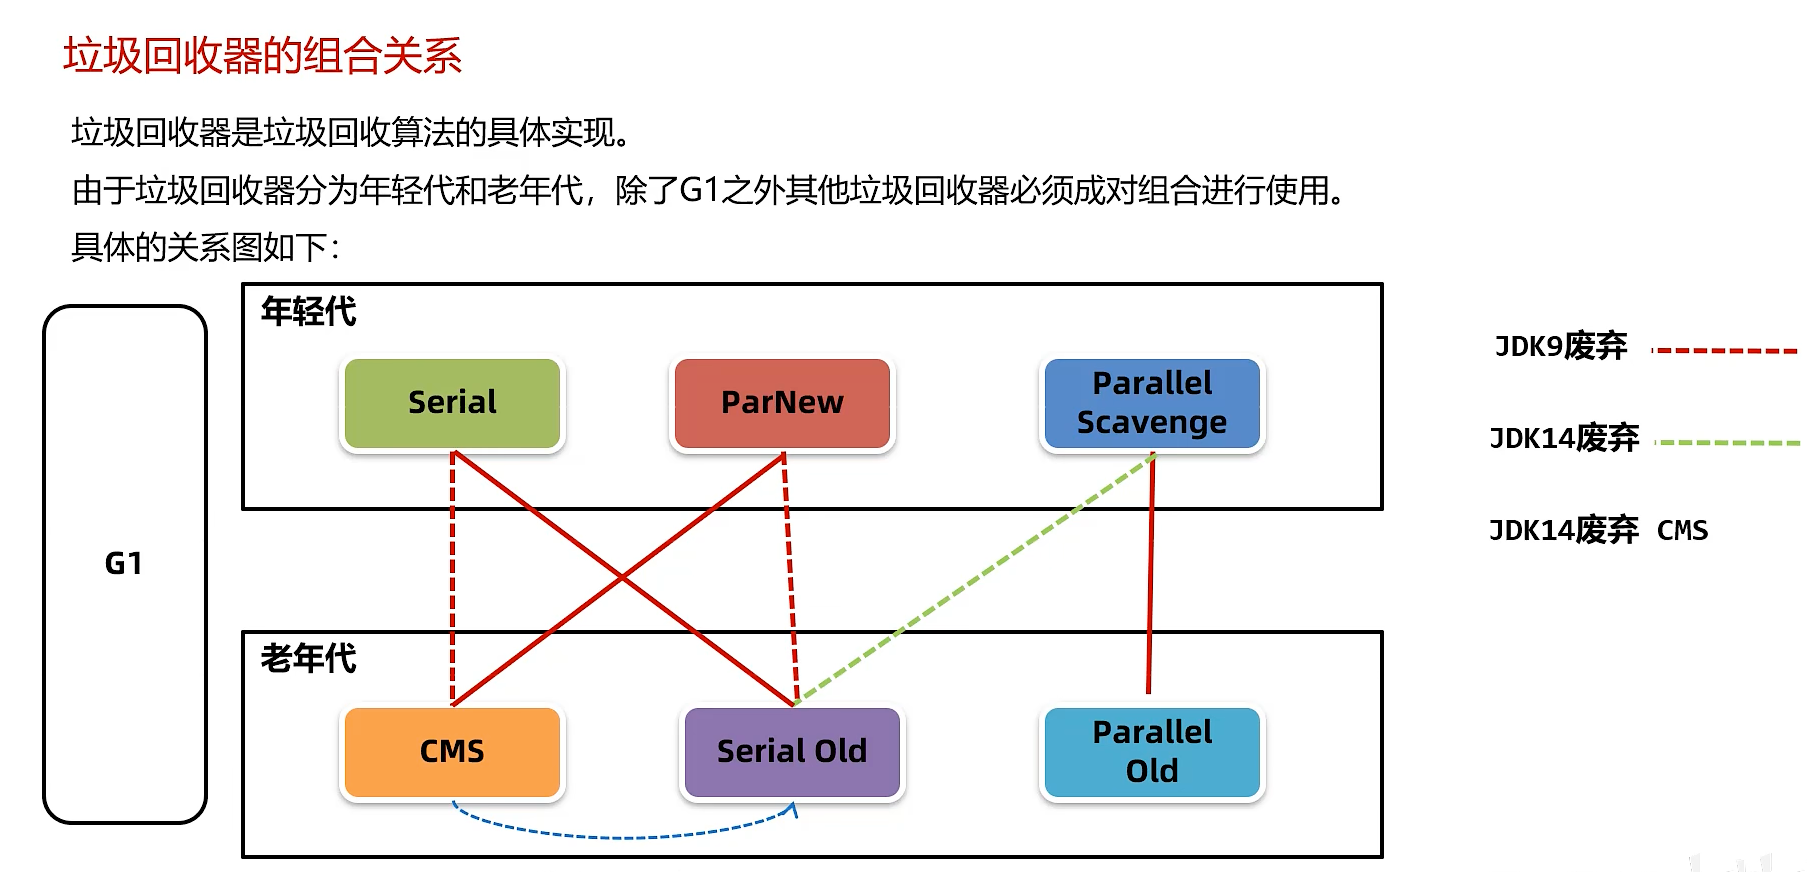 垃圾回收器的组合关系
垃圾回收器是垃圾回收算法的具体实现。
由于垃圾回收器分为年轻代和老年代，除了G1之外其他垃圾回收器必须成对组合进行使用。
具体的关系图如下：
G1
年轻代
Serial
ParNew
Parallel
Scavenge
老年代
CMS
Serial Old
Parallel
Old
JDK9废弃
JDK14废弃
JDK14废弃 CMS